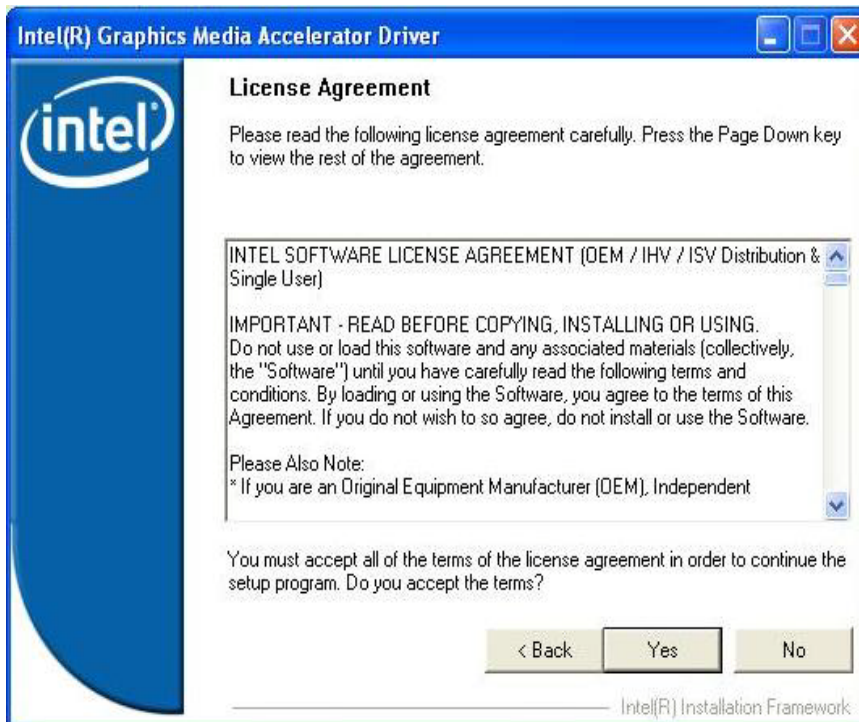 Intel(R) Graphics Media Accelerator Driver
intel
License Agreement
Please read the following license agreement carefully. Press the Page Down key
to view the rest of the agreement.
INTEL SOFTWARE LICENSE AGREEMENT (OEM / IHV / ISV Distribution &
Single User)
IMPORTANT - READ BEFORE COPYING, INSTALLING OR USING.
Do not use or load this software and any associated materials (collectively,
the "Software") until you have carefully read the following terms and
conditions. By loading or using the Software, you agree to the terms of this
Agreement. If you do not wish to so agree, do not install or use the Software.
Please Also Note:
* If you are an Original Equipment Manufacturer (OEM), Independent
You must accept all of the terms of the license agreement in order to continue the
setup program. Do you accept the terms?
< Back
Yes
No
Intel(R) Installation Framework